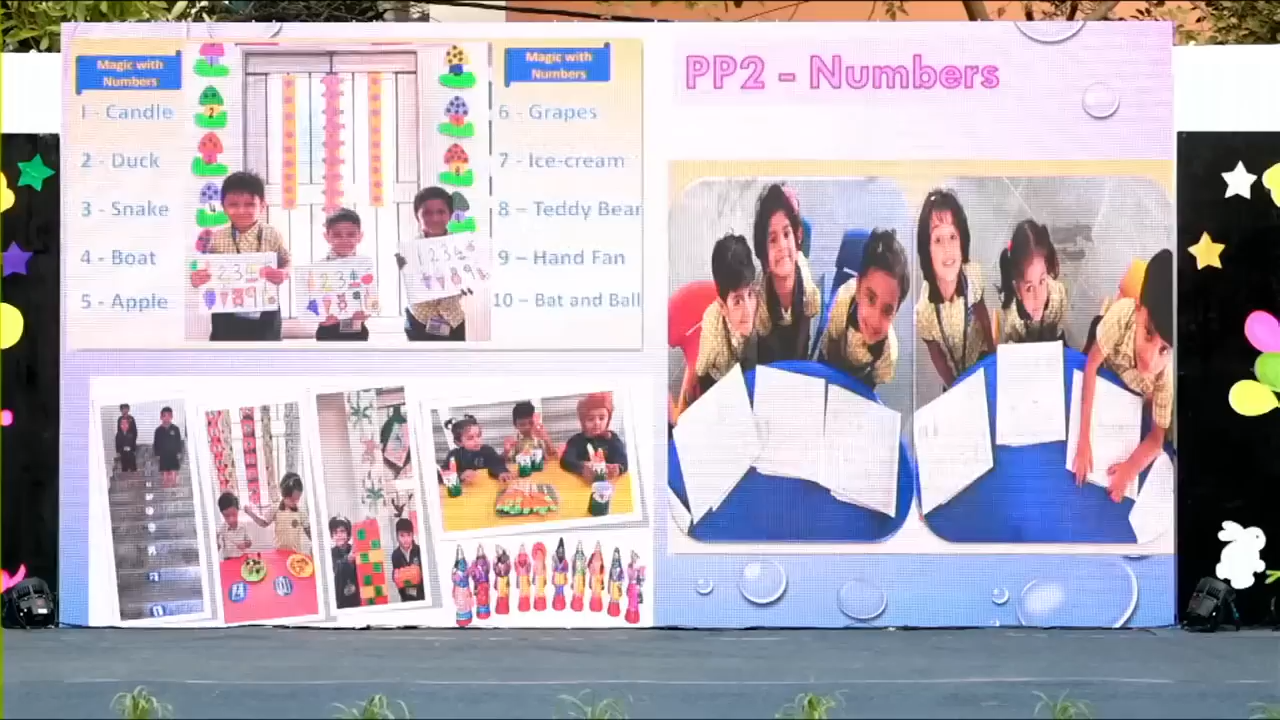 Magic with
Numbers
1 - Candle
2 - Duck
3 - Snake
4 - Boat
5 - Apple
Magic with
Numbers
6 - Grapes
7 - Ice-cream
8 – Teddy Bear
9 – Hand Fan
10 – Bat and Ball
PP2 - Numbers